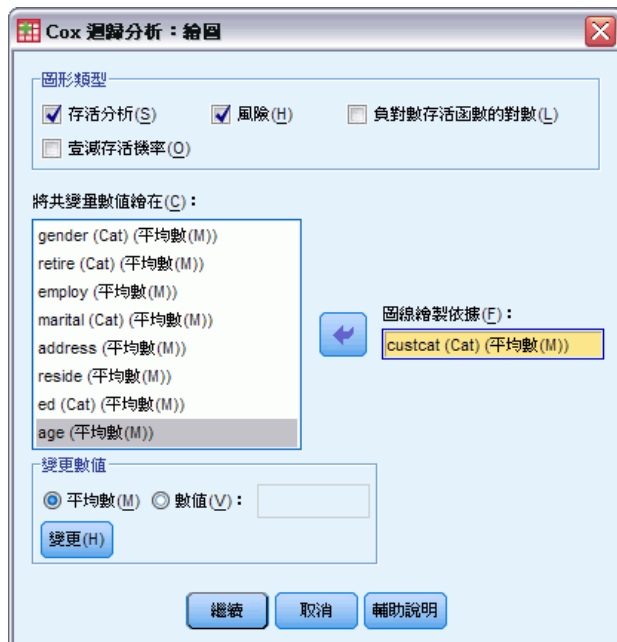 Cox 迴歸分析：繪圖
圖形類型
存活分析(S) 風險(H) 負對數存活函數的對數(L)
壹減存活機率(O)
將共變量數值繪在(C)：
gender (Cat) (平均數(M))
retire (Cat) (平均數(M))
employ (平均數(M))
marital (Cat) (平均數(M))
address (平均數(M))
reside (平均數(M))
ed (Cat) (平均數(M))
age (平均數(M))
圖線繪製依據(F)：
custcat (Cat) (平均數(M))
變更數值
平均數(M) 數值(V)：
變更(H)
繼續 取消 輔助說明